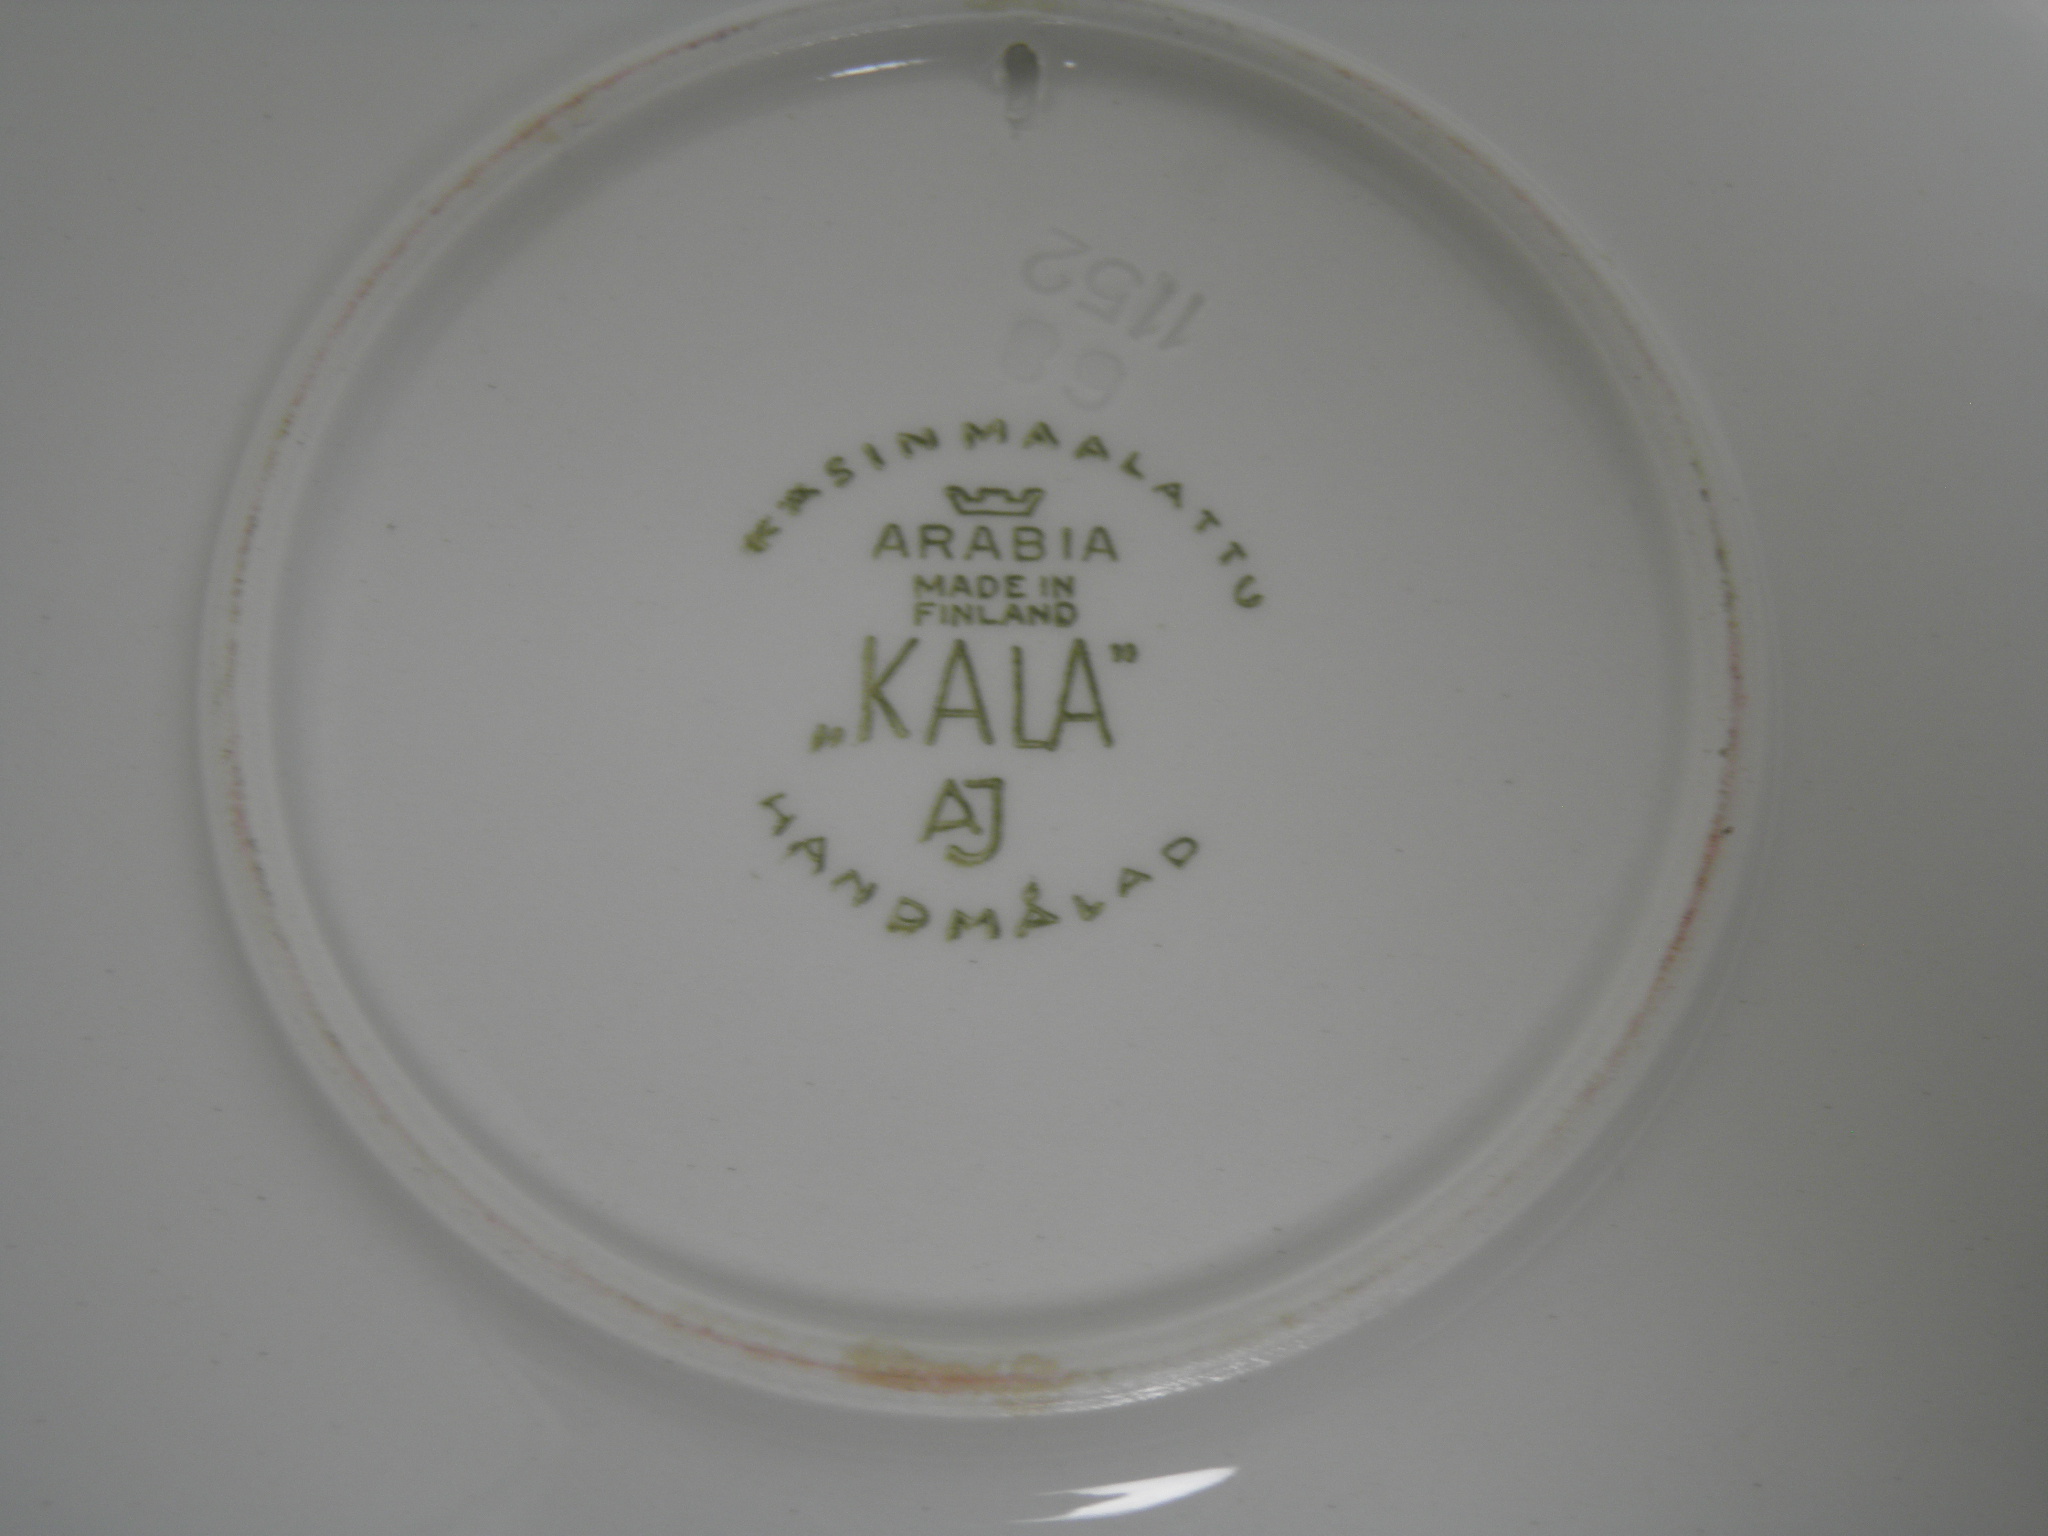 1152
KÄSINMAALATTU
ARABIA
MADE IN
FINLAND
„KALA”
AJ
HANDMÅLAD